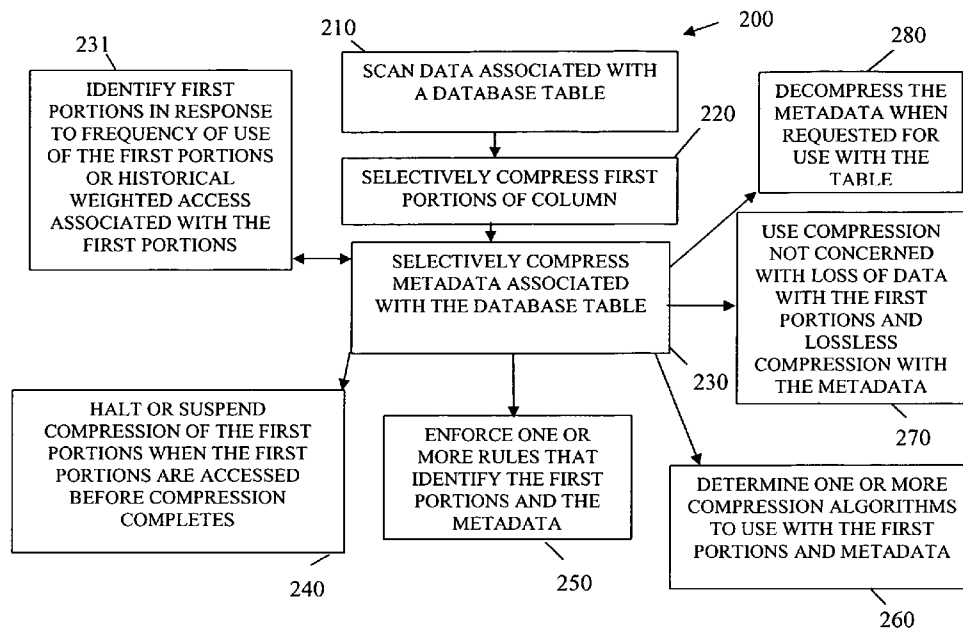 200
210
SCAN DATA ASSOCIATED WITH
A DATABASE TABLE
220
SELECTIVELY COMPRESS FIRST
PORTIONS OF COLUMN
231
IDENTIFY FIRST
PORTIONS IN RESPONSE
TO FREQUENCY OF USE
OF THE FIRST PORTIONS
OR HISTORICAL
WEIGHTED ACCESS
ASSOCIATED WITH THE
FIRST PORTIONS
SELECTIVELY COMPRESS
METADATA ASSOCIATED
WITH THE DATABASE TABLE
230
280
DECOMPRESS THE
METADATA WHEN
REQUESTED FOR
USE WITH THE
TABLE
USE COMPRESSION
NOT CONCERNED
WITH LOSS OF DATA
WITH THE FIRST
PORTIONS AND
LOSSLESS
COMPRESSION WITH
THE METADATA
270
HALT OR SUSPEND
COMPRESSION OF THE FIRST
PORTIONS WHEN THE FIRST
PORTIONS ARE ACCESSED
BEFORE COMPRESSION
COMPLETES
240
ENFORCE ONE OR
MORE RULES THAT
IDENTIFY THE FIRST
PORTIONS AND THE
METADATA
250
DETERMINE ONE OR MORE
COMPRESSION ALGORITHMS
TO USE WITH THE FIRST
PORTIONS AND METADATA
260